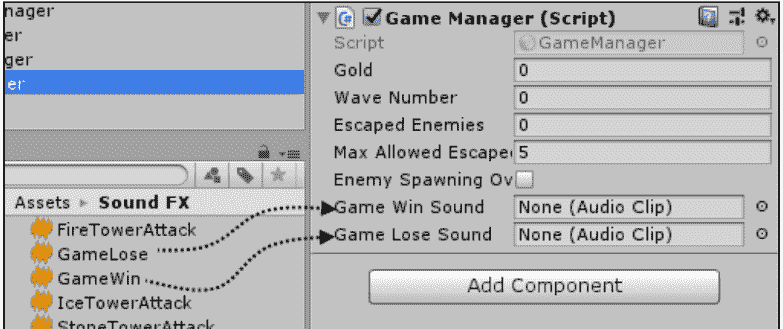 nager
er
ger
er
Assets ▸ Sound FX
FireTowerAttack
GameLose
GameWin
IceTowerAttack
StoneTowerAttack
Game Manager (Script)
Script GameManager
Gold 0
Wave Number 0
Escaped Enemies 0
Max Allowed Escape 5
Enemy Spawning Ov
Game Win Sound None (Audio Clip)
Game Lose Sound None (Audio Clip)
Add Component